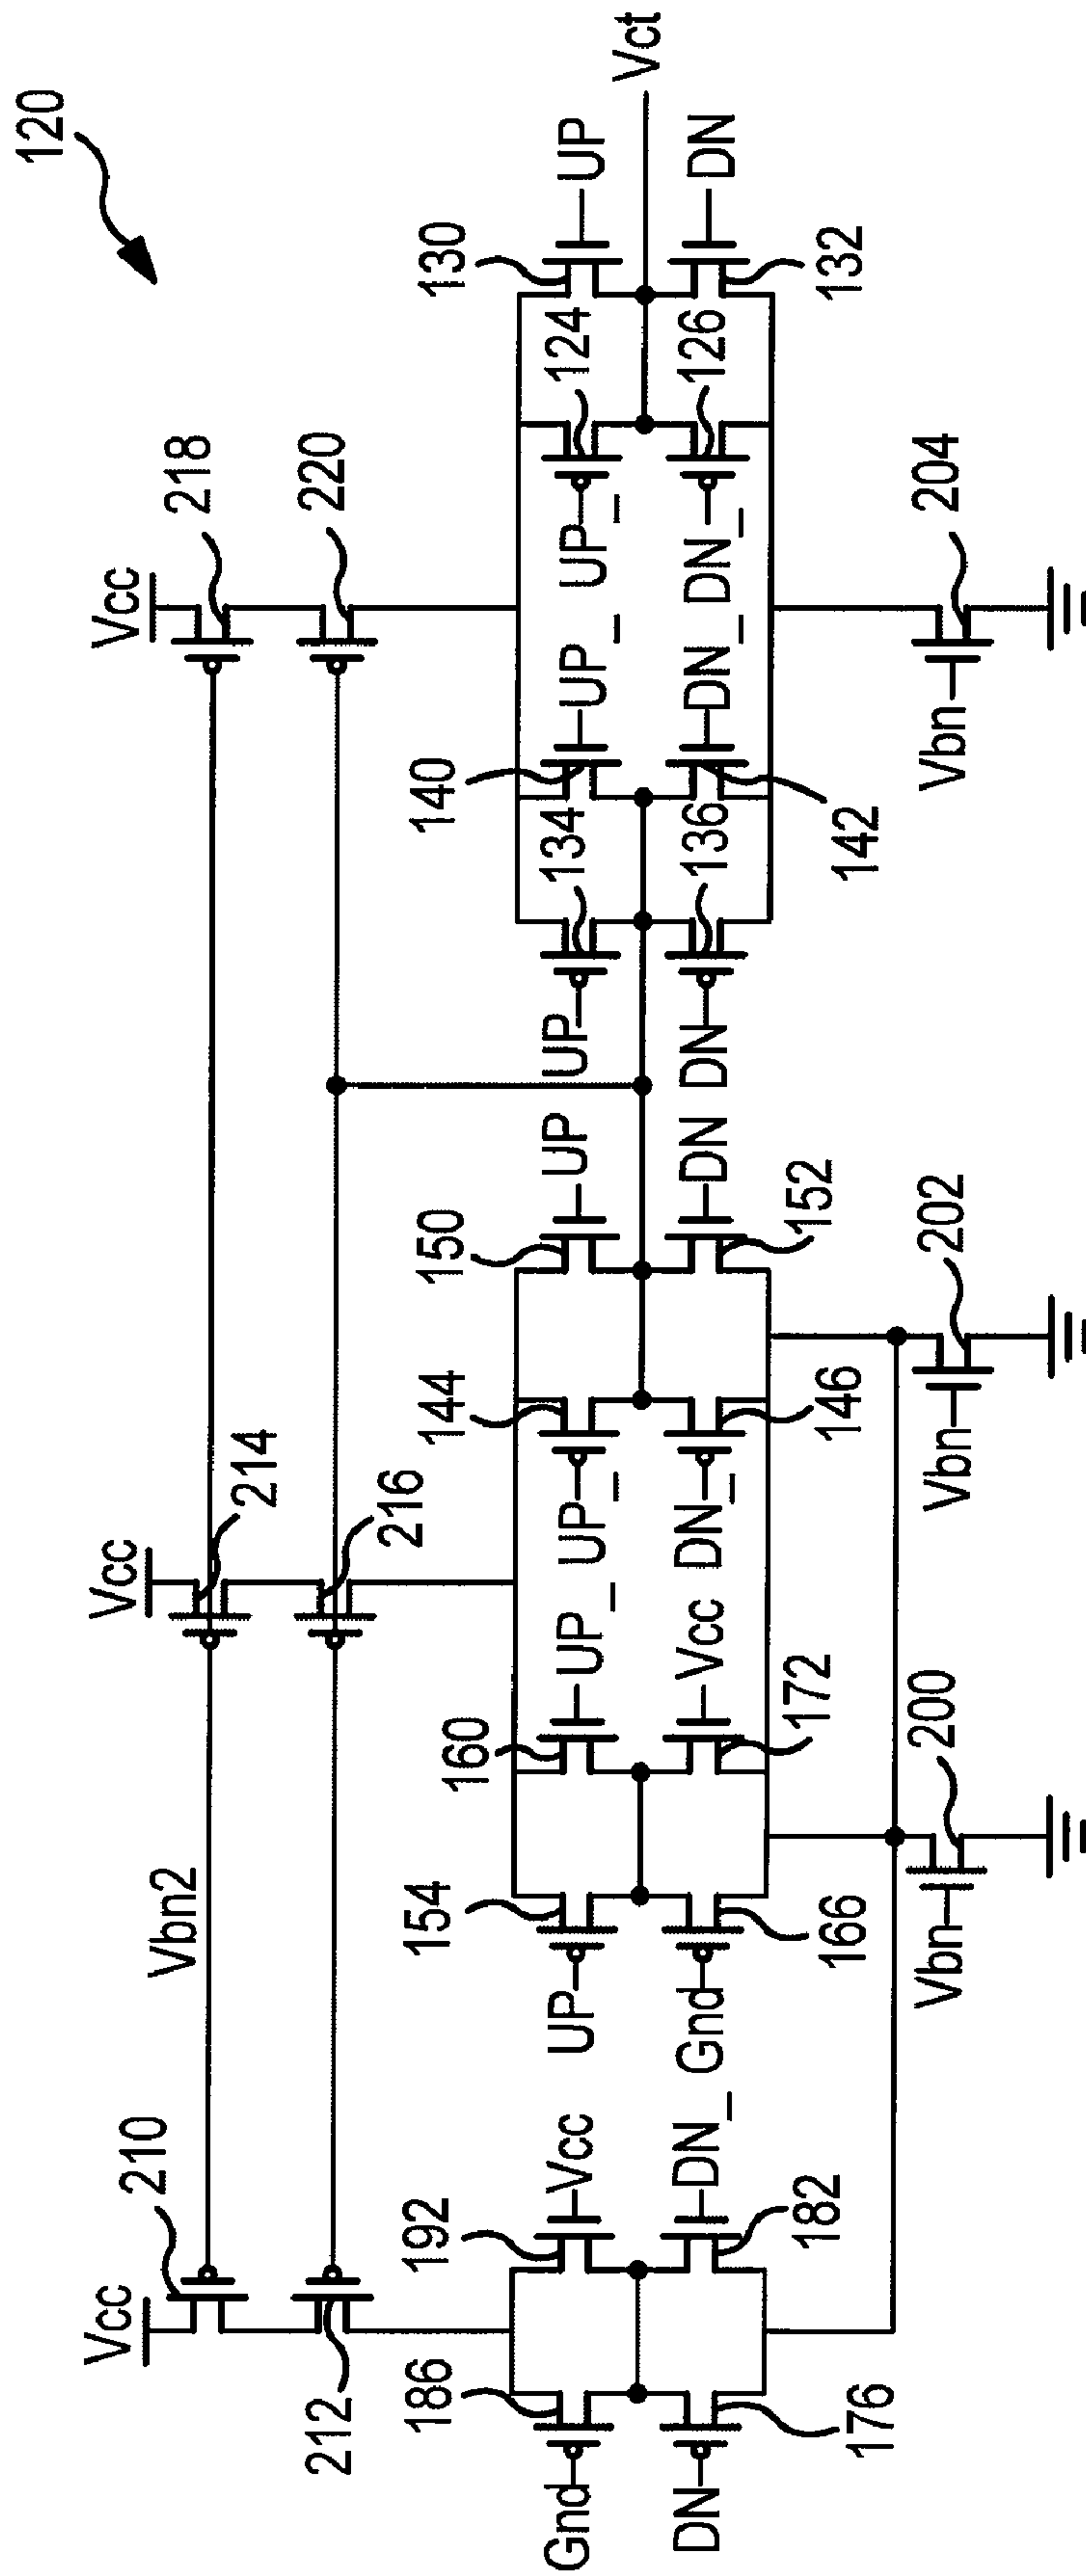 120
Vcc Vcc Vcc
210 Vbn2 214 218
212 216 220
186 192 154 160 144 150 134 140 124 130
Gnd Vcc UP UP_ UP_ UP UP UP_ UP_ UP Vct
DN DN_ Gnd Vcc DN_ DN DN DN_ DN_ DN
176 182 166 172 146 152 136 142 126 132
Vbn 200 Vbn 202 Vbn 204